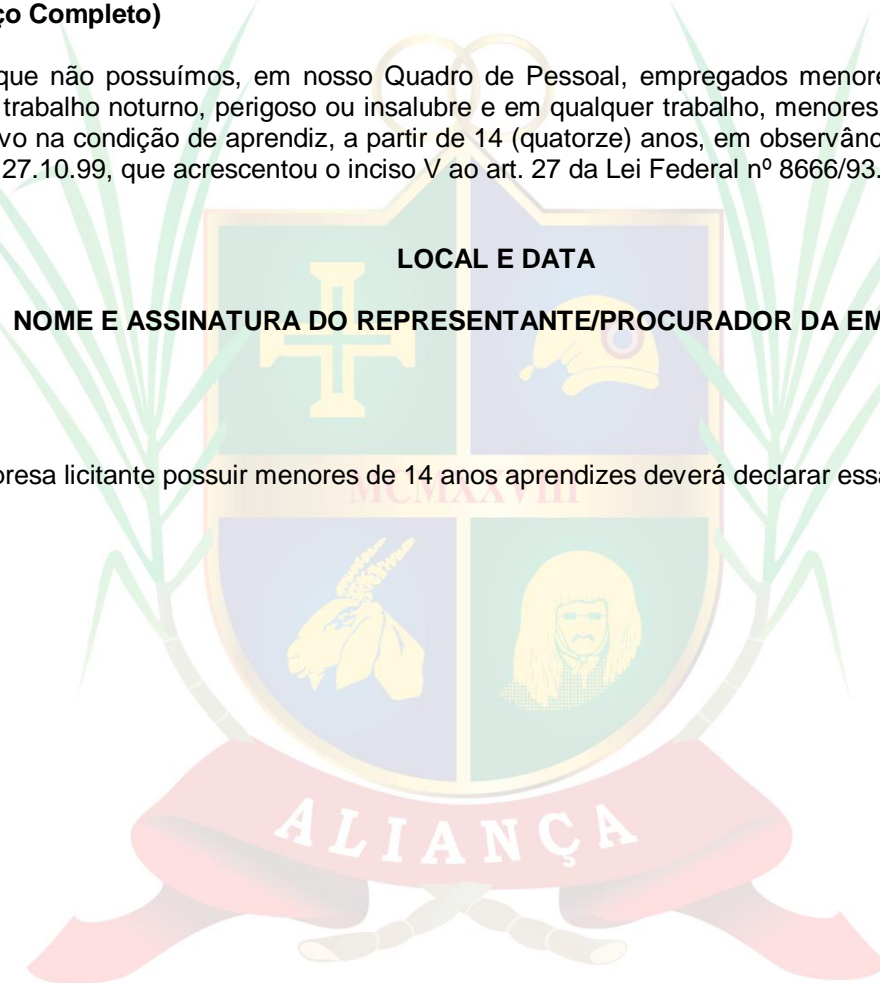 ço Completo)
que não possuímos, em nosso Quadro de Pessoal, empregados menore
trabalho noturno, perigoso ou insalubre e em qualquer trabalho, menores
vo na condição de aprendiz, a partir de 14 (quatorze) anos, em observânc
27.10.99, que acrescentou o inciso V ao art. 27 da Lei Federal nº 8666/93.
LOCAL E DATA
NOME E ASSINATURA DO REPRESENTANTE/PROCURADOR DA EM
resa licitante possuir menores de 14 anos aprendizes deverá declarar essa
MCMXXVIII
ALIANÇA